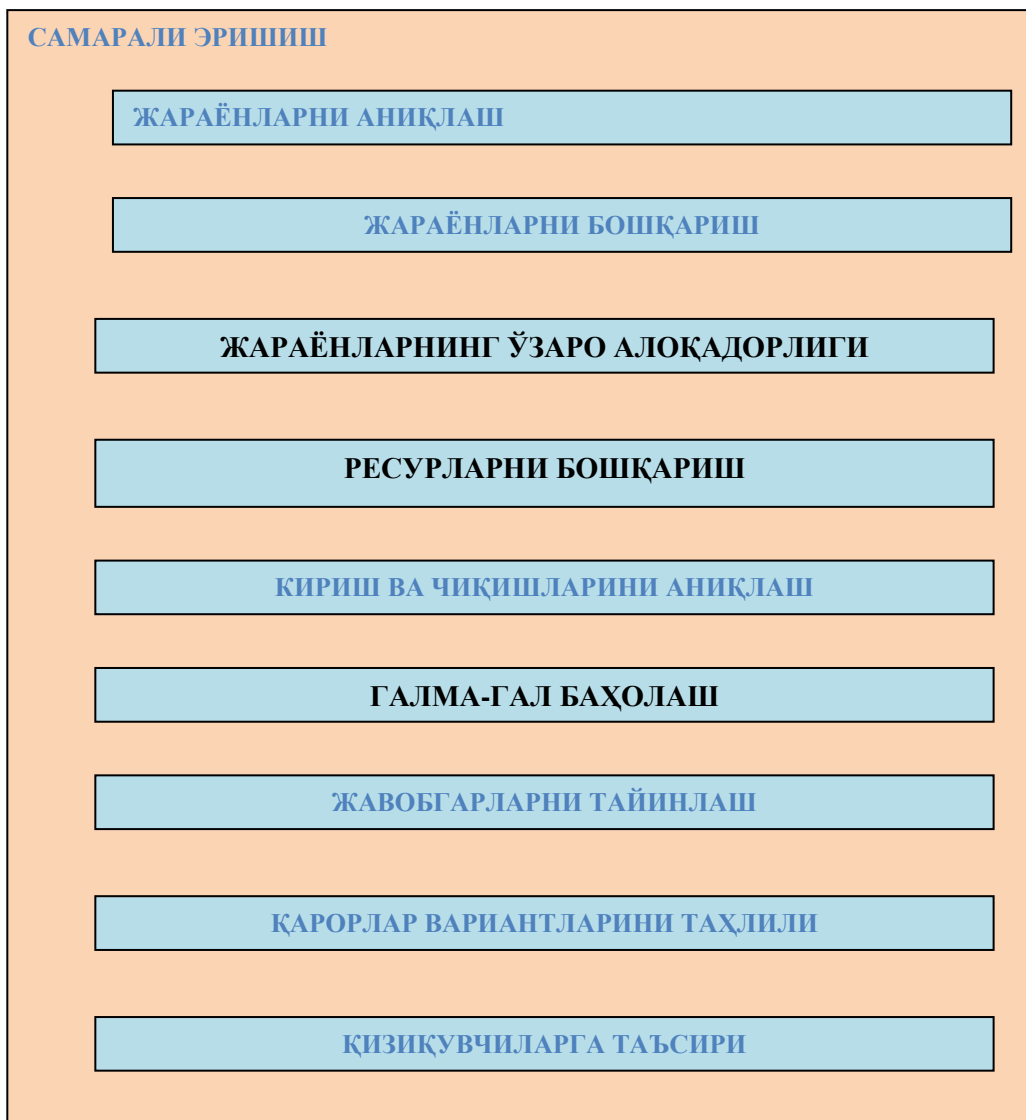 САМАРАЛИ ЭРИШИШ
ЖАРАЁНЛАРНИ АНИҚЛАШ
ЖАРАЁНЛАРНИ БОШҚАРИШ
ЖАРАЁНЛАРНИНГ ЎЗАРО АЛОҚАДОРЛИГИ
РЕСУРЛАРНИ БОШҚАРИШ
КИРИШ ВА ЧИҚИШЛАРИНИ АНИҚЛАШ
ГАЛМА-ГАЛ БАҲОЛАШ
ЖАВОБГАРЛАРНИ ТАЙИНЛАШ
ҚАРОРЛАР ВАРИАНТЛАРИНИ ТАҲЛИЛИ
ҚИЗИҚУВЧИЛАРГА ТАЪСИРИ